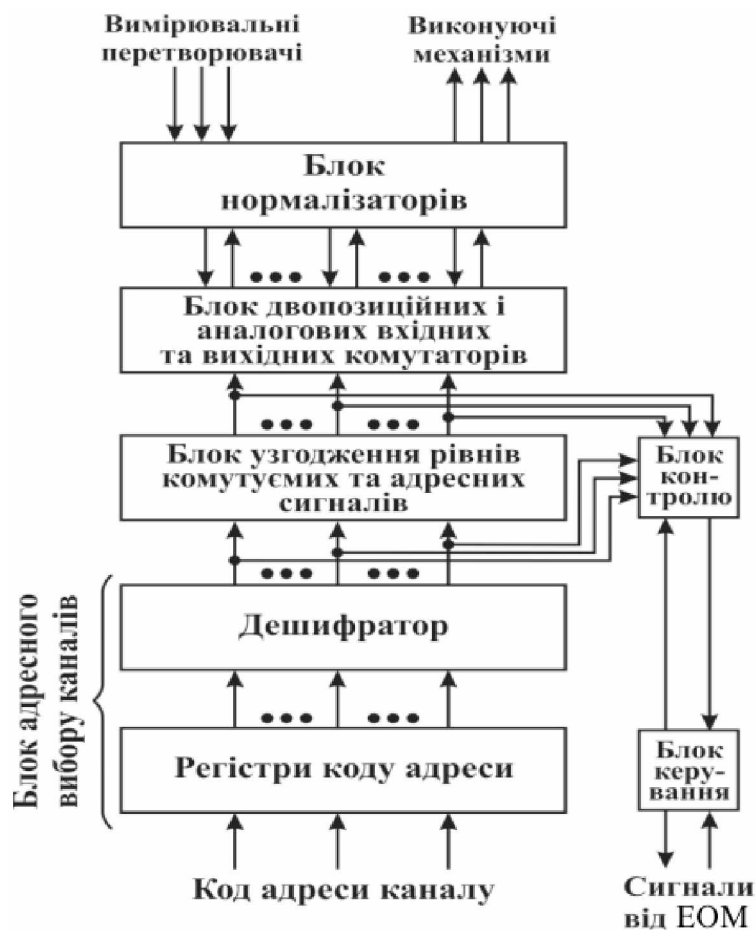 Вимірювальні
перетворювачі
Виконуючі
механізми
Блок
нормалізаторів
Блок двопозиційних і
аналогових вхідних
та вихідних комутаторів
Блок узгодження рівнів
комутуємих та адресних
сигналів
Блок
кон-
тролю
Блок адресного
вибору каналів
Дешифратор
Регістри коду адреси
Блок
керу-
вання
Код адреси каналу
Сигнали
від ЕОМ